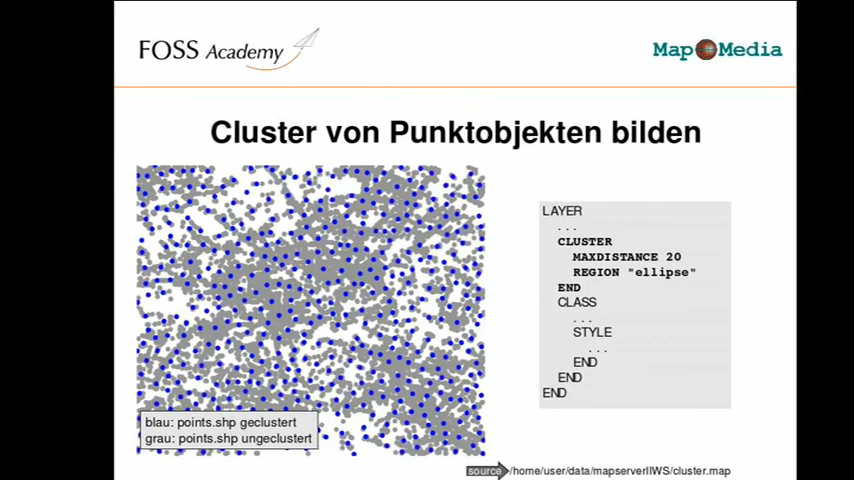 FOSS Academy
Map Media
Cluster von Punktobjekten bilden
LAYER
...
CLUSTER
MAXDISTANCE 20
REGION "ellipse"
END
CLASS
...
STYLE
...
END
END
END
blau: points.shp geclustert
grau: points.shp ungeclustert
source /home/user/data/mapserverIIWS/cluster.map